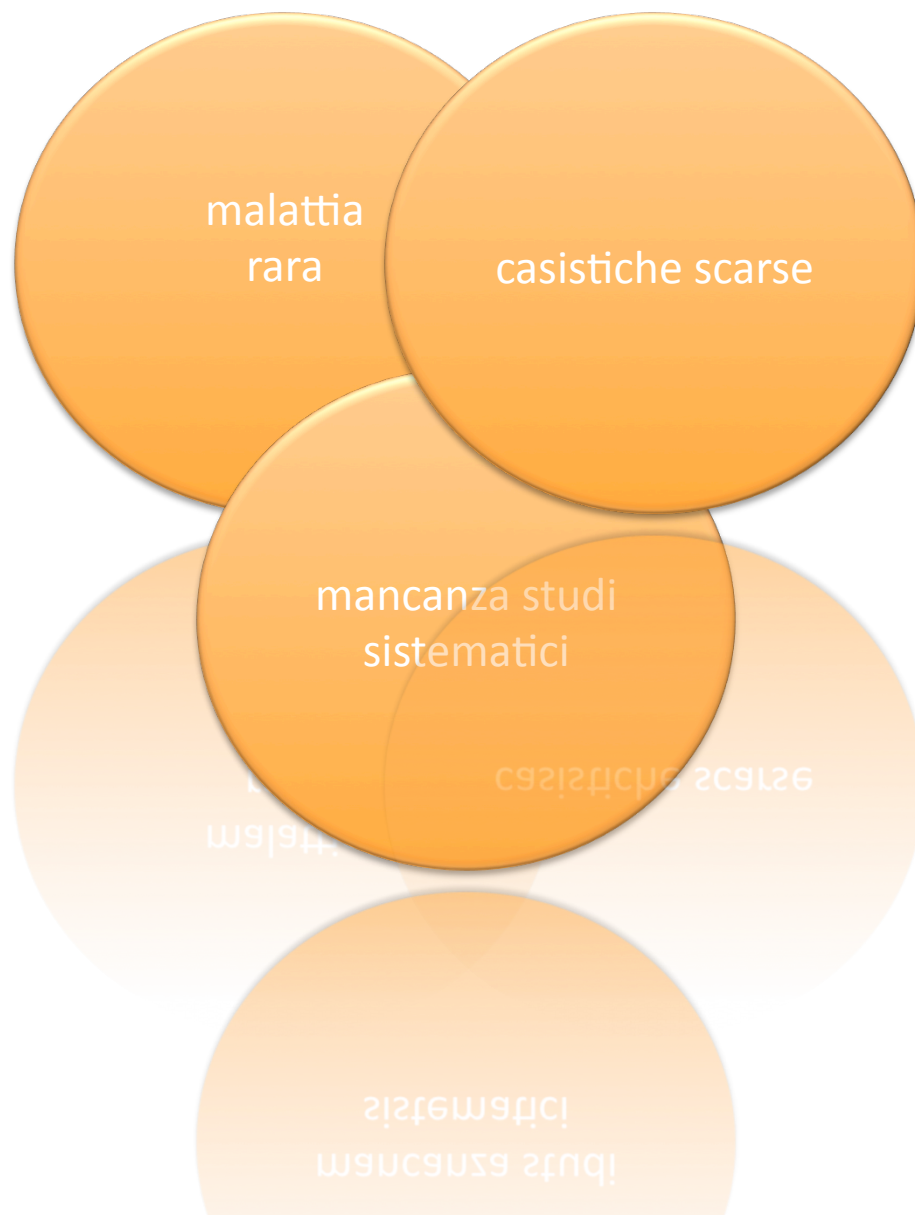 malattia
rara
casistiche scarse
mancanza studi
sistematici